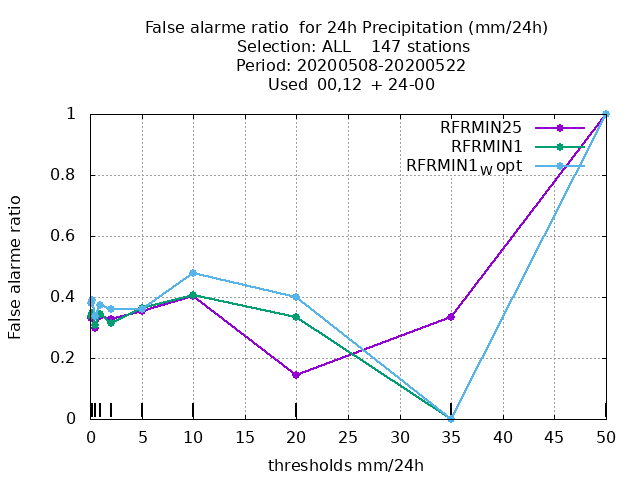 False alarme ratio  for 24h Precipitation (mm/24h)
Selection: ALL    147 stations
Period: 20200508-20200522
Used  00,12  + 24-00
RFRMIN25
RFRMIN1
RFRMIN1W opt
1
0.8
0.6
0.4
0.2
0
False alarme ratio
0 5 10 15 20 25 30 35 40 45 50
thresholds mm/24h